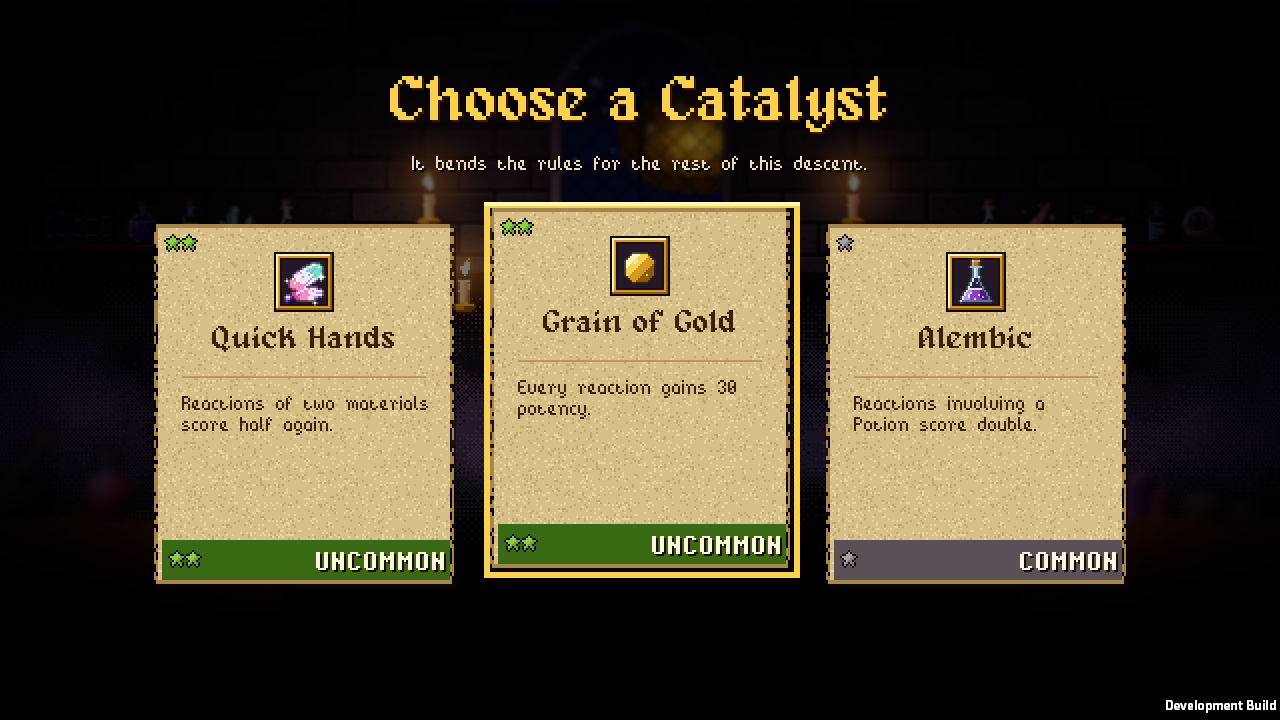 Choose a Catalyst
It bends the rules for the rest of this descent.
Quick Hands
Reactions of two materials
score half again.
UNCOMMON
Grain of Gold
Every reaction gains 30
potency.
UNCOMMON
Alembic
Reactions involving a
Potion score double.
COMMON
Development Build